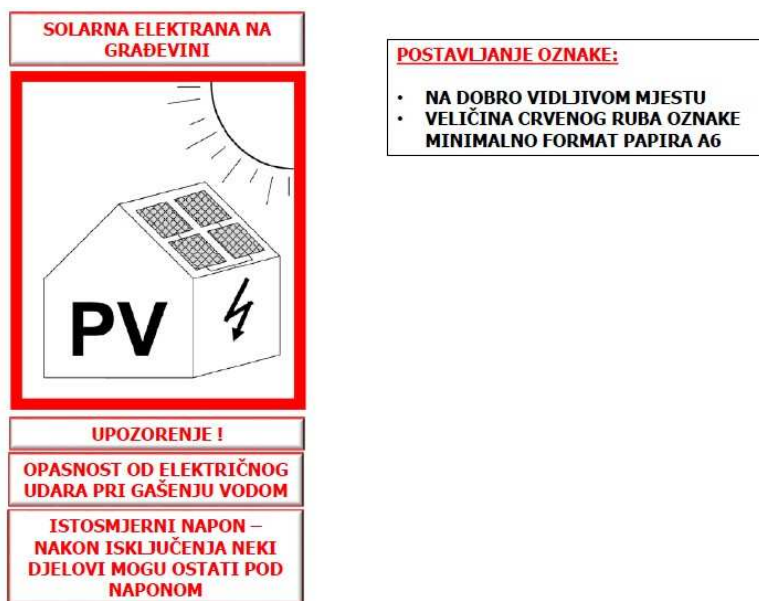 SOLARNA ELEKTRANA NA
GRAĐEVINI
PV
UPOZORENJE !
OPASNOST OD ELEKTRIČNOG
UDARA PRI GAŠENJU VODOM
ISTOSMJERNI NAPON –
NAKON ISKLJUČENJA NEKI
DJELOVI MOGU OSTATI POD
NAPONOM
POSTAVLJANJE OZNAKE:
• NA DOBRO VIDLJIVOM MJESTU
• VELIČINA CRVENOG RUBA OZNAKE
MINIMALNO FORMAT PAPIRA A6